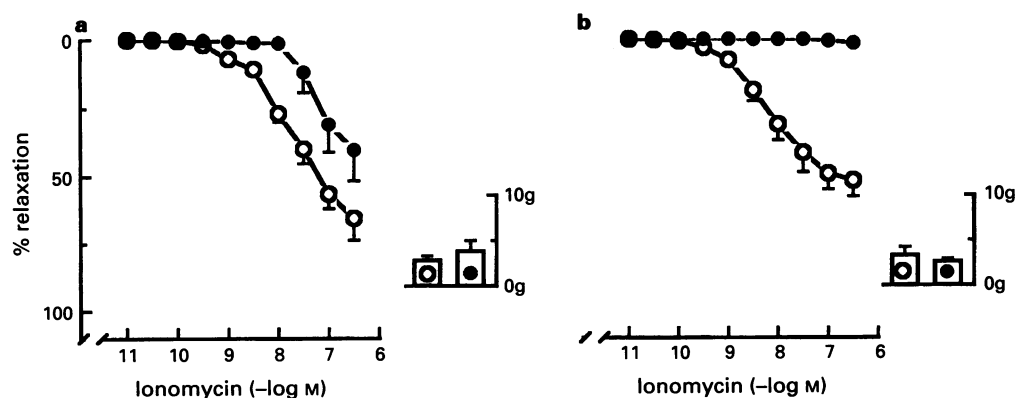 a
0
50
100
% relaxation
11 10 9 8 7 6
Ionomycin (–log M)
10g
0g
b
11 10 9 8 7 6
Ionomycin (–log M)
10g
0g